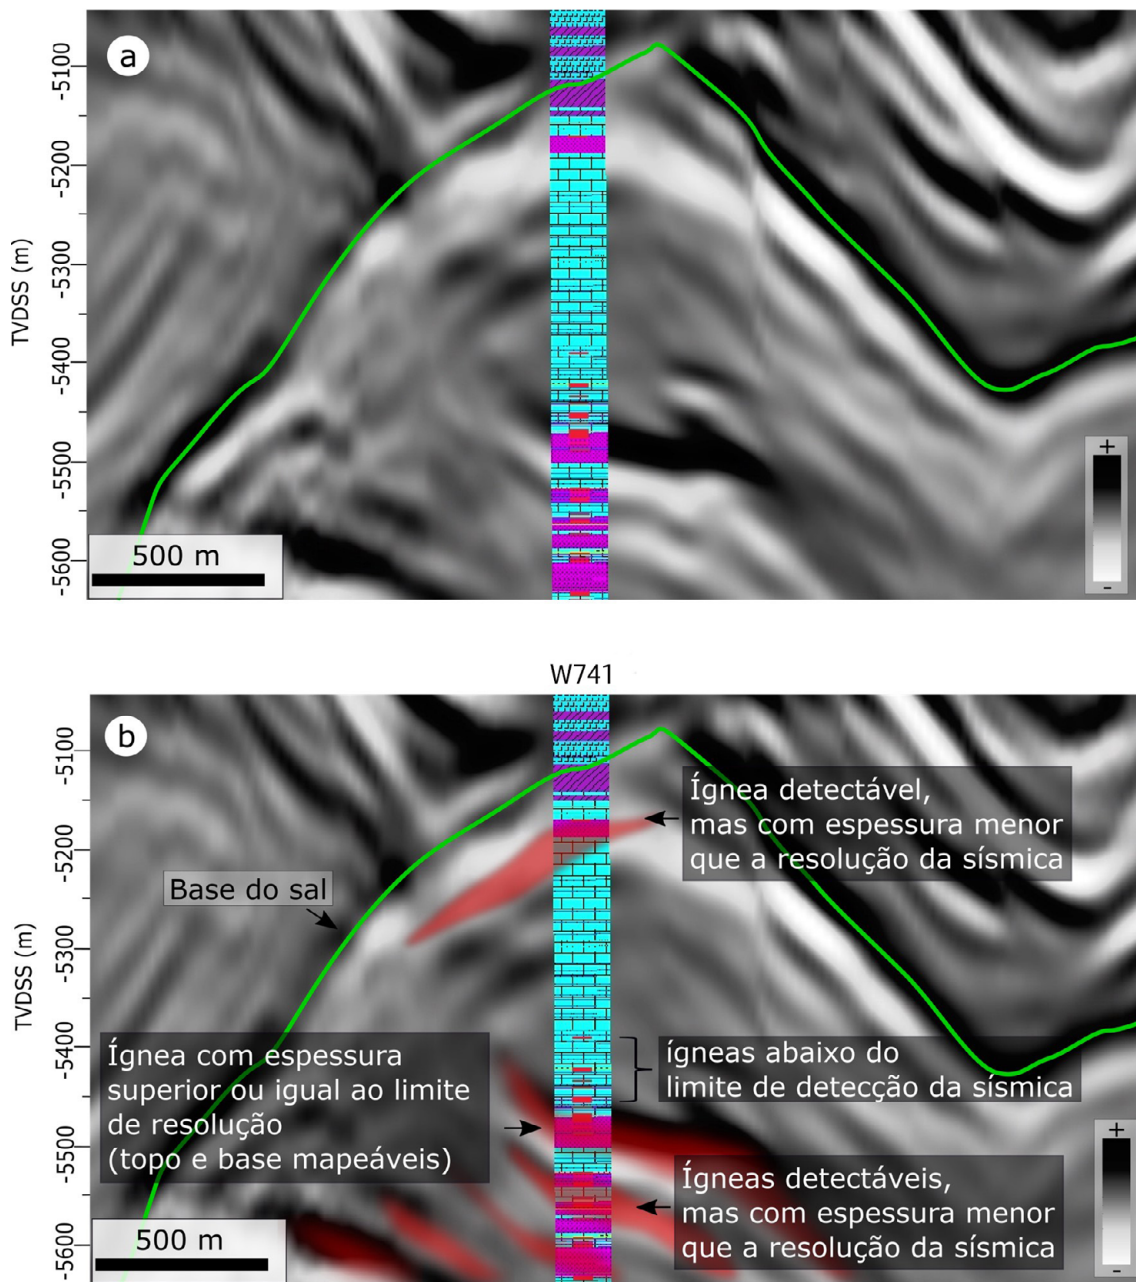 a
-5100
-5200
-5300
-5400
-5500
-5600
TVDSS (m)
+
-
500 m
W741
b
-5100
-5200
-5300
-5400
-5500
-5600
TVDSS (m)
Ígnea detectável,
mas com espessura menor
que a resolução da sísmica
Base do sal
Ígnea com espessura
superior ou igual ao limite
de resolução
(topo e base mapeáveis)
ígneas abaixo do
limite de detecção da sísmica
Ígneas detectáveis,
mas com espessura menor
que a resolução da sísmica
+
-
500 m